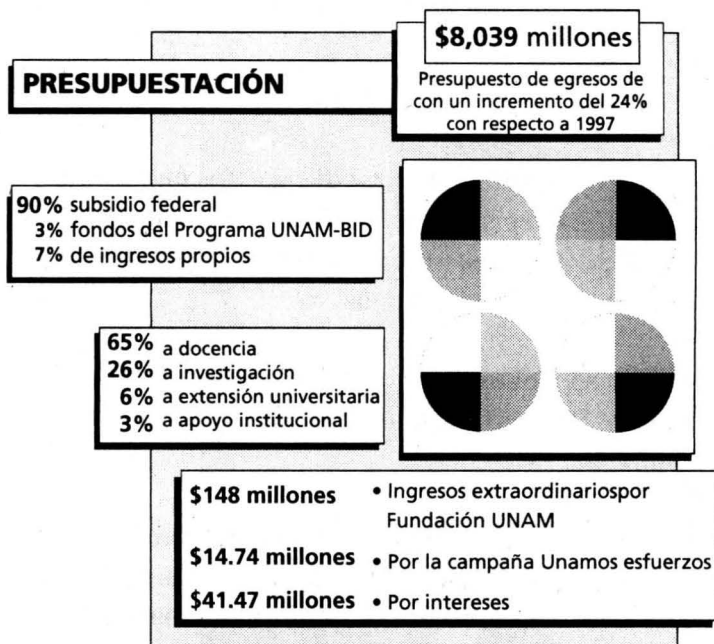 $8,039 millones
PRESUPUESTACIÓN
Presupuesto de egresos de
con un incremento del 24%
con respecto a 1997
90% subsidio federal
3% fondos del Programa UNAM-BID
7% de ingresos propios
65% a docencia
26% a investigación
6% a extensión universitaria
3% a apoyo institucional
$148 millones • Ingresos extraordinariospor
Fundación UNAM
$14.74 millones • Por la campaña Unamos esfuerzos
$41.47 millones • Por intereses